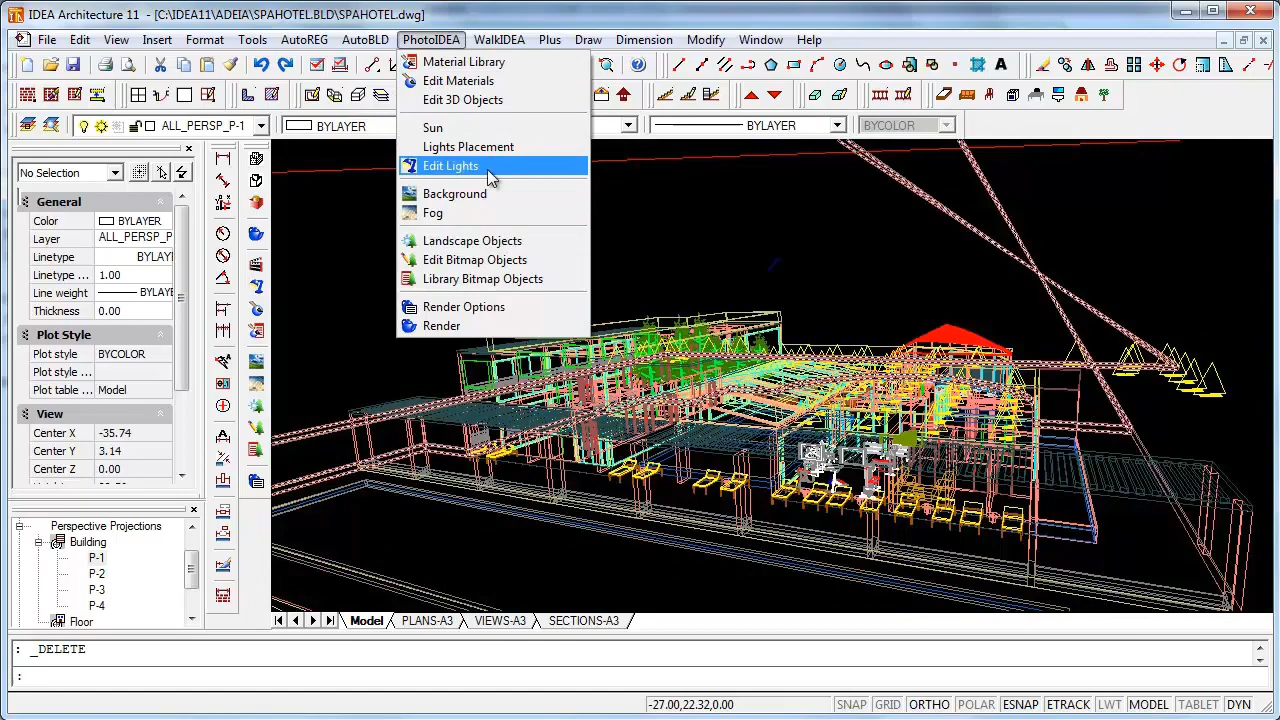 IDEA Architecture 11 - [C:\IDEA11\ADEIA\SPAHOTEL.BLD\SPAHOTEL.dwg]
File Edit View Insert Format Tools AutoREG AutoBLD PhotoIDEA WalkIDEA Plus Draw Dimension Modify Window Help
Material Library
Edit Materials
Edit 3D Objects
Sun
Lights Placement
Edit Lights
Background
Fog
Landscape Objects
Edit Bitmap Objects
Library Bitmap Objects
Render Options
Render
ALL_PERSP_P-1 BYLAYER BYLAYER BYCOLOR
No Selection
General
Color BYLAYER
Layer ALL_PERSP_P
Linetype BYLAY
Linetype ... 1.00
Line weight BYLAYE
Thickness 0.00
Plot Style
Plot style BYCOLOR
Plot style ...
Plot table ... Model
View
Center X -35.74
Center Y 3.14
Center Z 0.00
Perspective Projections
Building
P-1
P-2
P-3
P-4
Floor
Model PLANS-A3 VIEWS-A3 SECTIONS-A3
: _DELETE
:
-27.00,22.32,0.00 SNAP GRID ORTHO POLAR ESNAP ETRACK LWT MODEL TABLET DYN